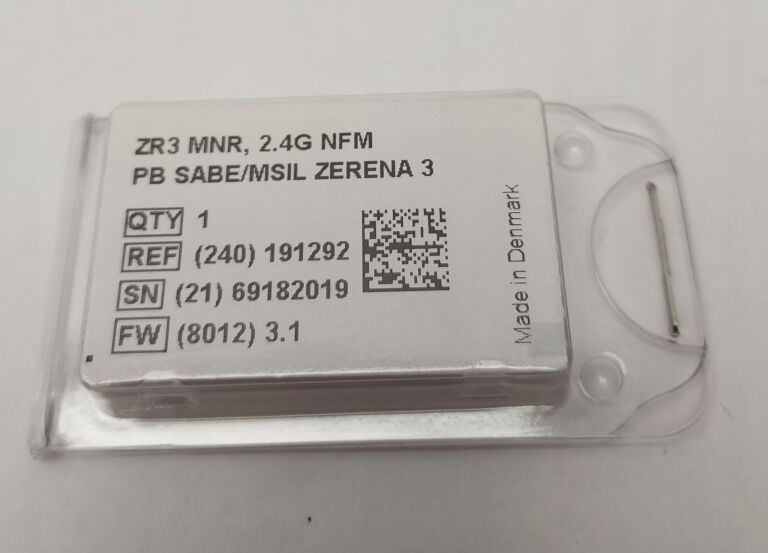 ZR3 MNR, 2.4G NFM
PB SABE/MSIL ZERENA 3
QTY 1
REF (240) 191292
SN (21) 69182019
FW (8012) 3.1
Made in Denmark